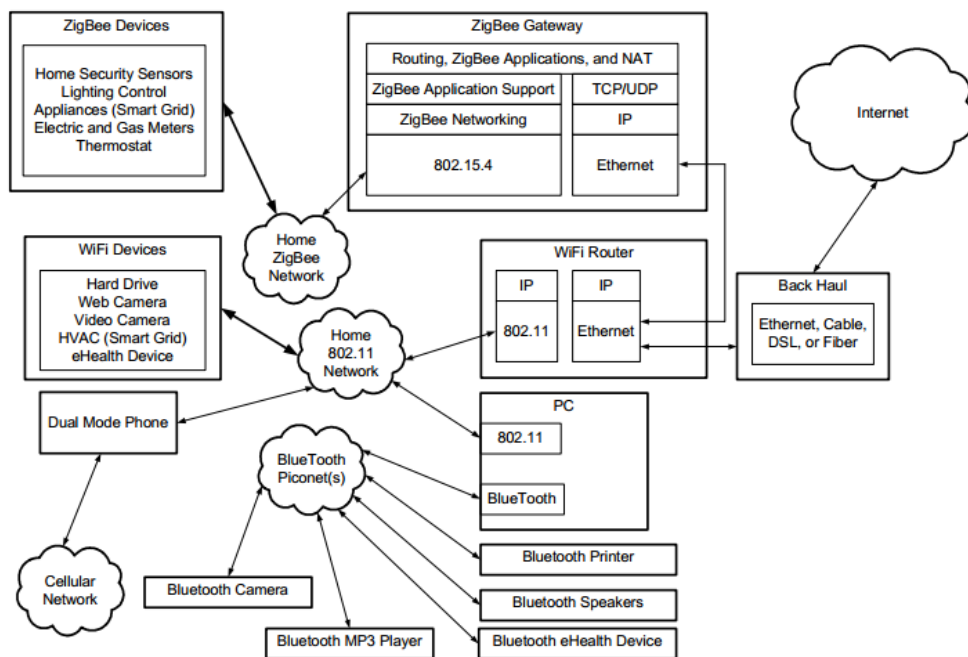 ZigBee Devices
Home Security Sensors
Lighting Control
Appliances (Smart Grid)
Electric and Gas Meters
Thermostat
ZigBee Gateway
Routing, ZigBee Applications, and NAT
ZigBee Application Support
TCP/UDP
ZigBee Networking
IP
802.15.4
Ethernet
Internet
Home
ZigBee
Network
WiFi Devices
Hard Drive
Web Camera
Video Camera
HVAC (Smart Grid)
eHealth Device
Home
802.11
Network
WiFi Router
IP
IP
802.11
Ethernet
Back Haul
Ethernet, Cable,
DSL, or Fiber
Dual Mode Phone
PC
802.11
BlueTooth
BlueTooth
Piconet(s)
Cellular
Network
Bluetooth Camera
Bluetooth MP3 Player
Bluetooth Printer
Bluetooth Speakers
Bluetooth eHealth Device